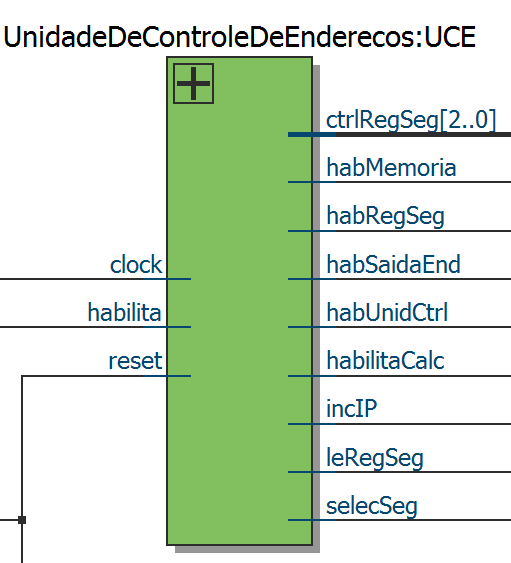 UnidadeDeControleDeEnderecos:UCE
ctrlRegSeg[2..0]
habMemoria
habRegSeg
clock
habSaidaEnd
habilita
habUnidCtrl
reset
habilitaCalc
incIP
leRegSeg
selecSeg